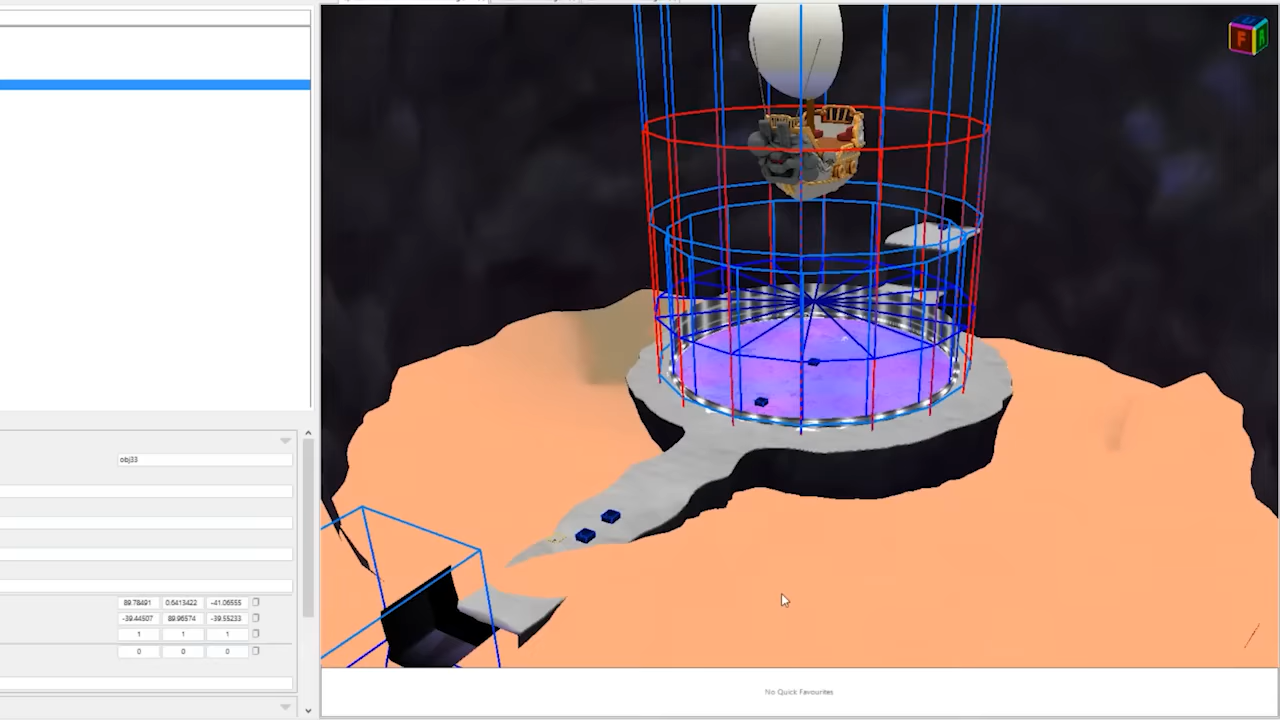 F R
obj33
89.78491 0.6413422 -41.06555
-39.44507 89.96574 -39.55233
1 1 1
0 0 0
No Quick Favourites